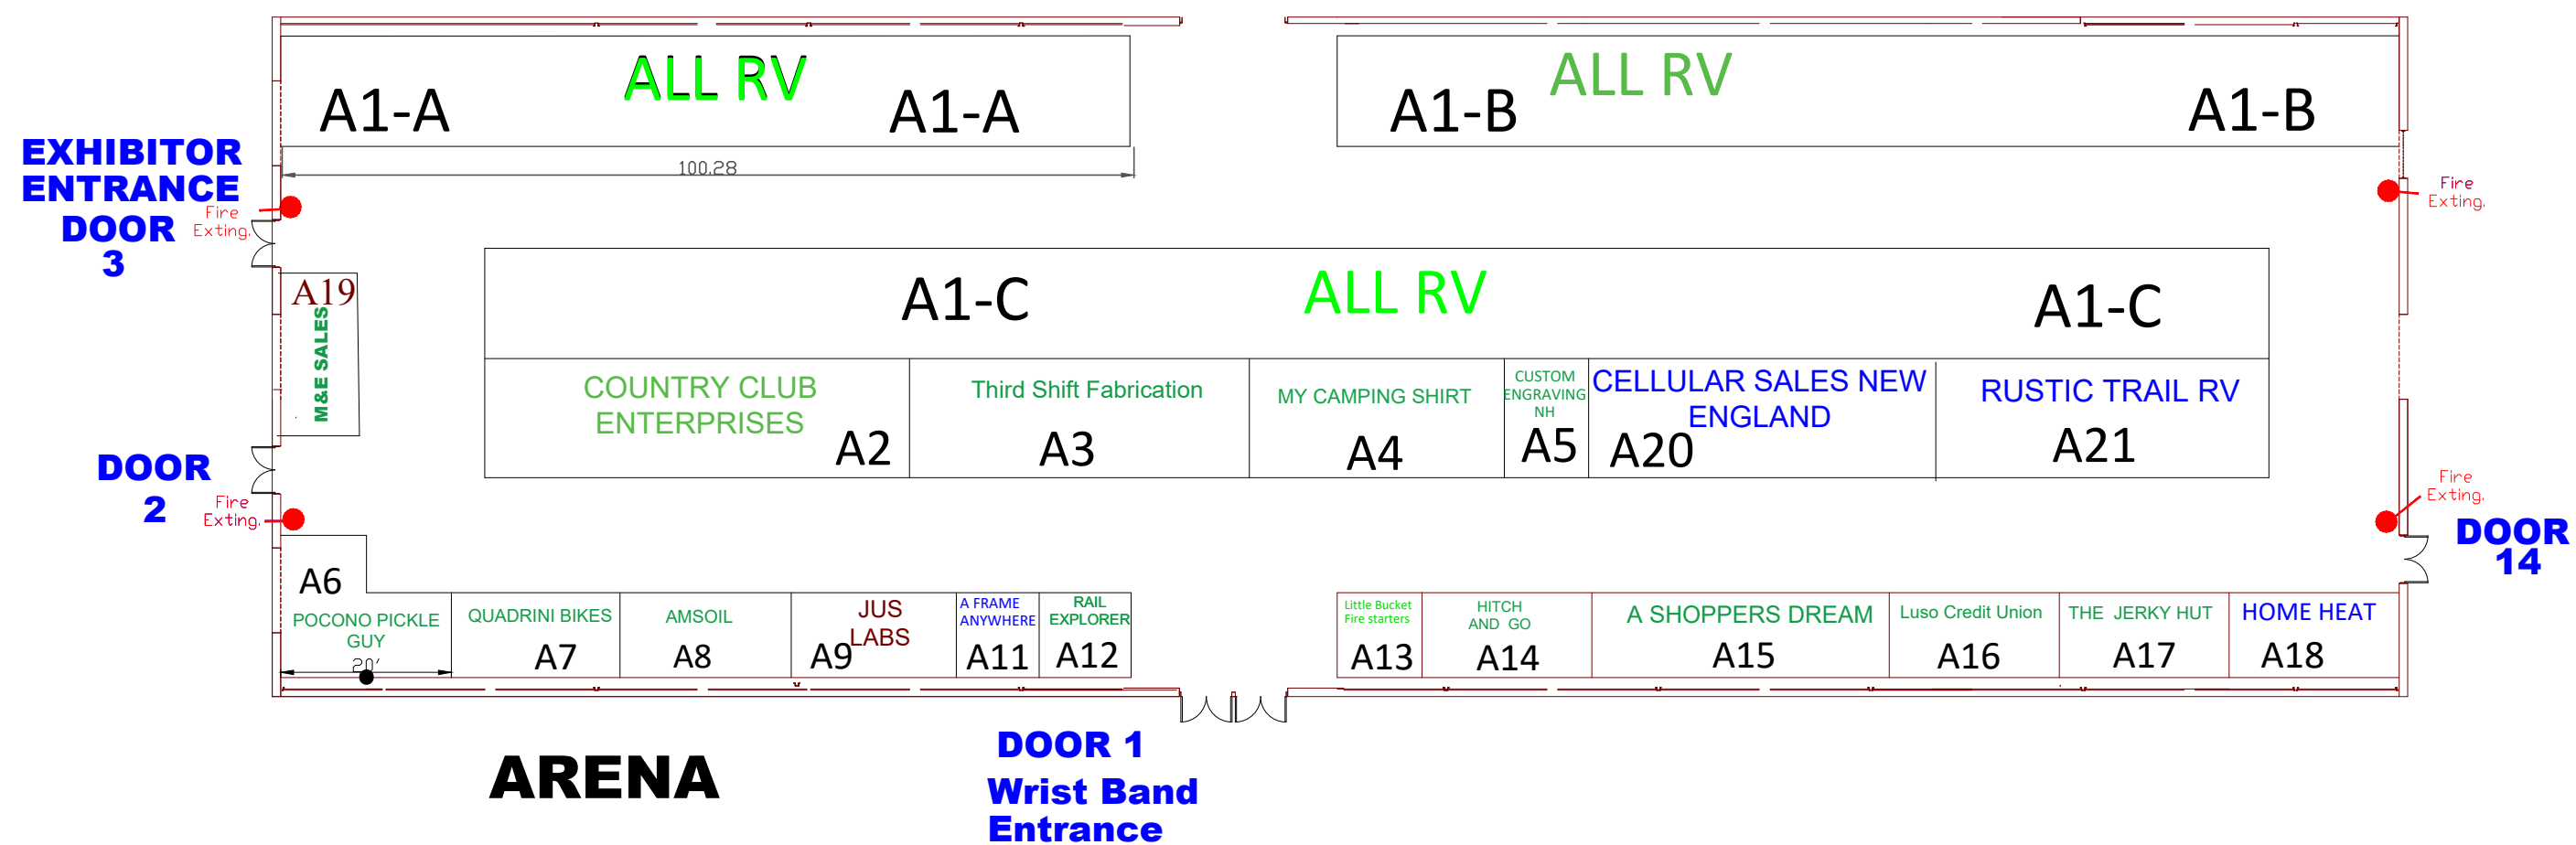 ALL RV
A1-A
A1-A
100.28
ALL RV
A1-B
A1-B
EXHIBITOR
ENTRANCE
DOOR
3
Fire
Exting.
Fire
Exting.
A19
M&E SALES
A1-C
ALL RV
A1-C
COUNTRY CLUB
ENTERPRISES
A2
Third Shift Fabrication
A3
MY CAMPING SHIRT
A4
CUSTOM
ENGRAVING
NH
A5
CELLULAR SALES NEW
ENGLAND
A20
RUSTIC TRAIL RV
A21
DOOR
2
Fire
Exting.
Fire
Exting.
DOOR
14
A6
POCONO PICKLE
GUY
20'
QUADRINI BIKES
A7
AMSOIL
A8
JUS
LABS
A9
A FRAME
ANYWHERE
A11
RAIL
EXPLORER
A12
Little Bucket
Fire starters
A13
HITCH
AND GO
A14
A SHOPPERS DREAM
A15
Luso Credit Union
A16
THE JERKY HUT
A17
HOME HEAT
A18
ARENA
DOOR 1
Wrist Band
Entrance